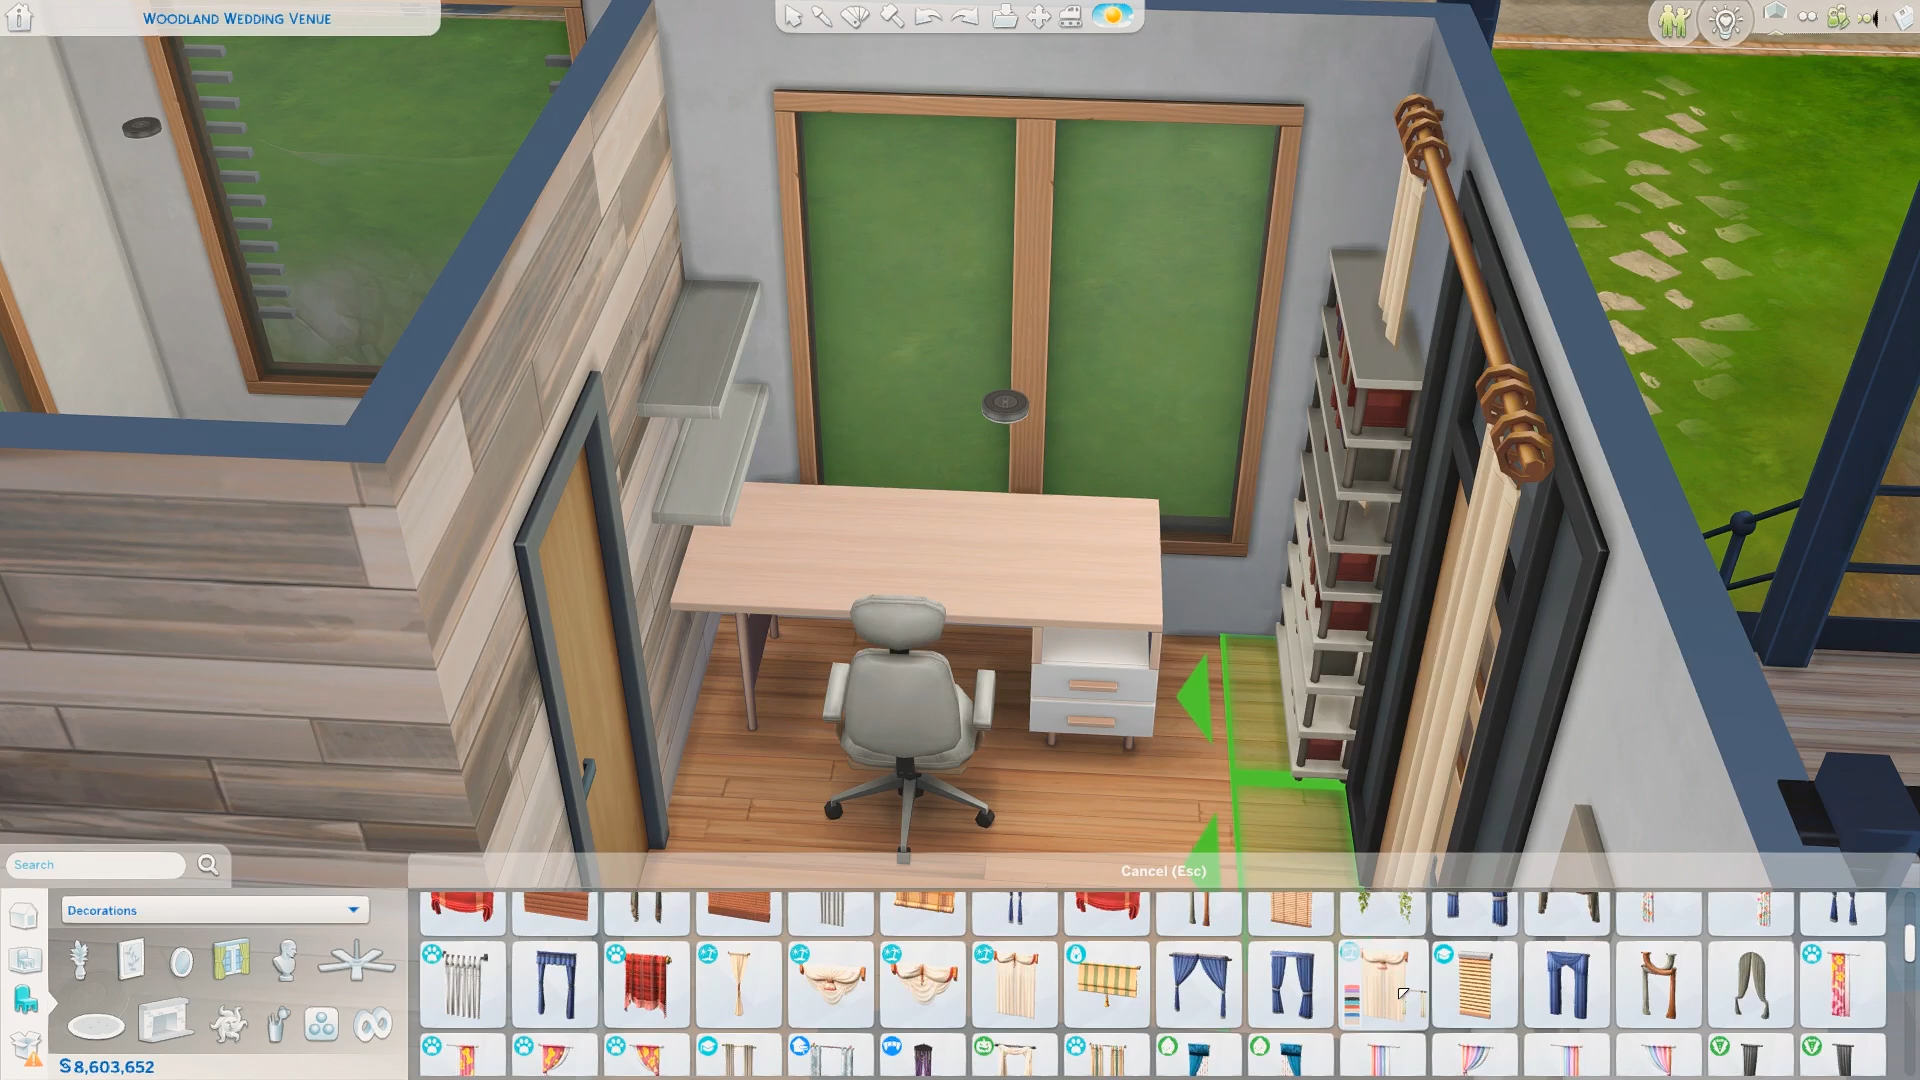 Woodland Wedding Venue
Search
Cancel (Esc)
Decorations
§8,603,652